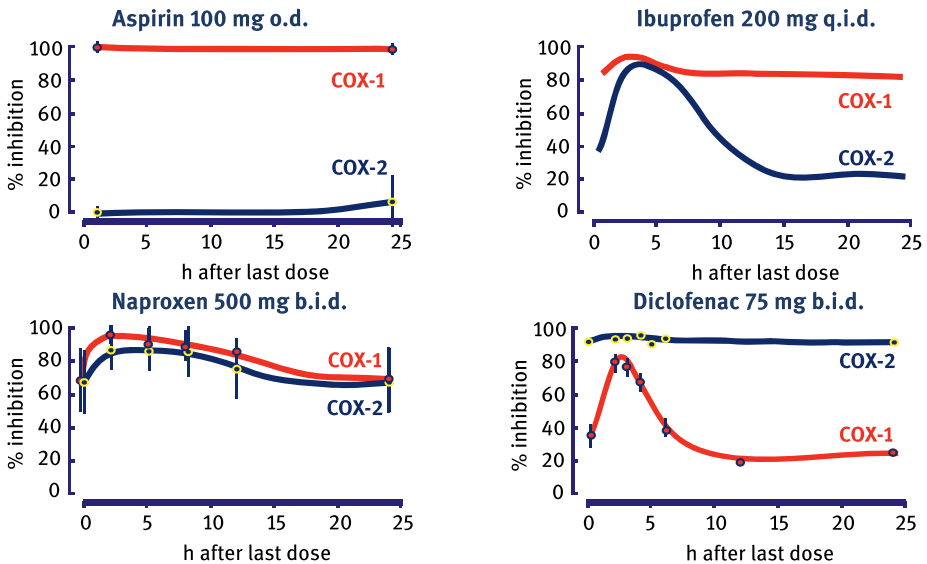 Aspirin 100 mg o.d.
100
80
60
40
20
0
% inhibition
COX-1
COX-2
0 5 10 15 20 25
h after last dose
Ibuprofen 200 mg q.i.d.
100
80
60
40
20
0
% inhibition
COX-1
COX-2
0 5 10 15 20 25
h after last dose
Naproxen 500 mg b.i.d.
100
80
60
40
20
0
% inhibition
COX-1
COX-2
0 5 10 15 20 25
h after last dose
Diclofenac 75 mg b.i.d.
100
80
60
40
20
0
% inhibition
COX-2
COX-1
0 5 10 15 20 25
h after last dose